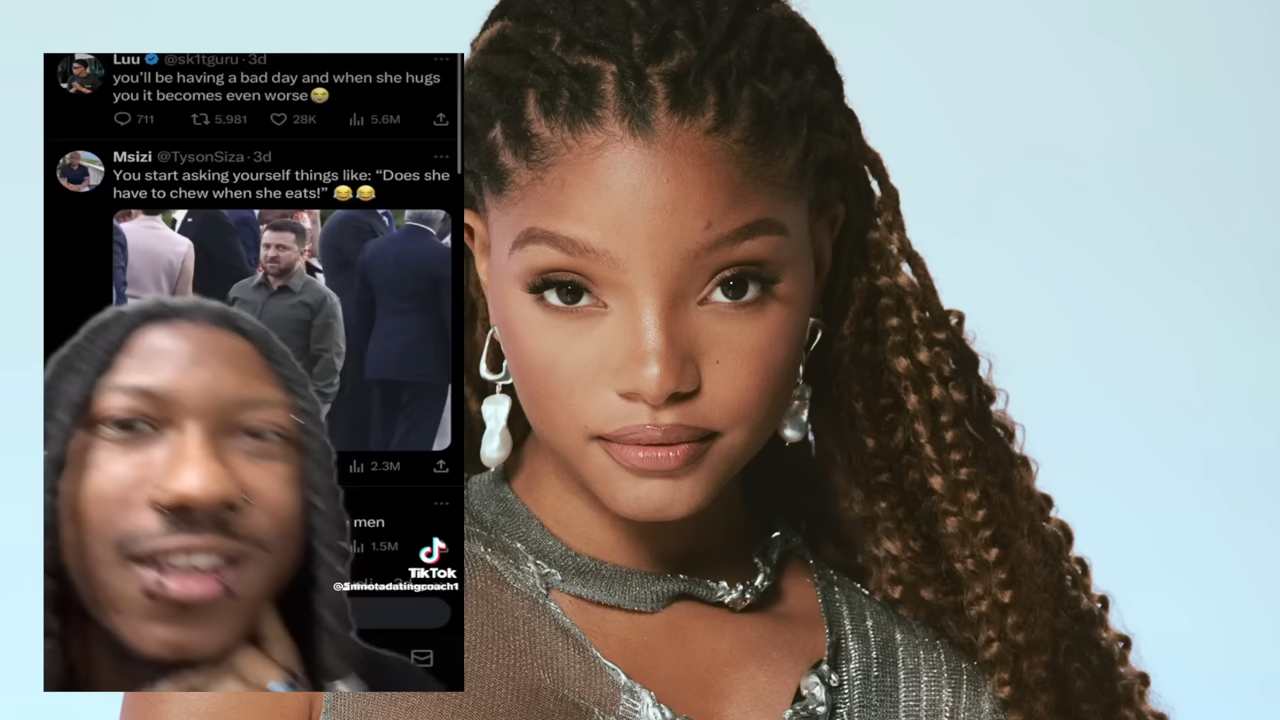 Luu @sk1tguru · 3d
you'll be having a bad day and when she hugs
you it becomes even worse😭
711 5,981 28K 5.6M
Msizi @TysonSiza · 3d
You start asking yourself things like: “Does she
have to chew when she eats!” 😂😂
2.3M
men
1.5M
TikTok
@imnotadatingcoach1